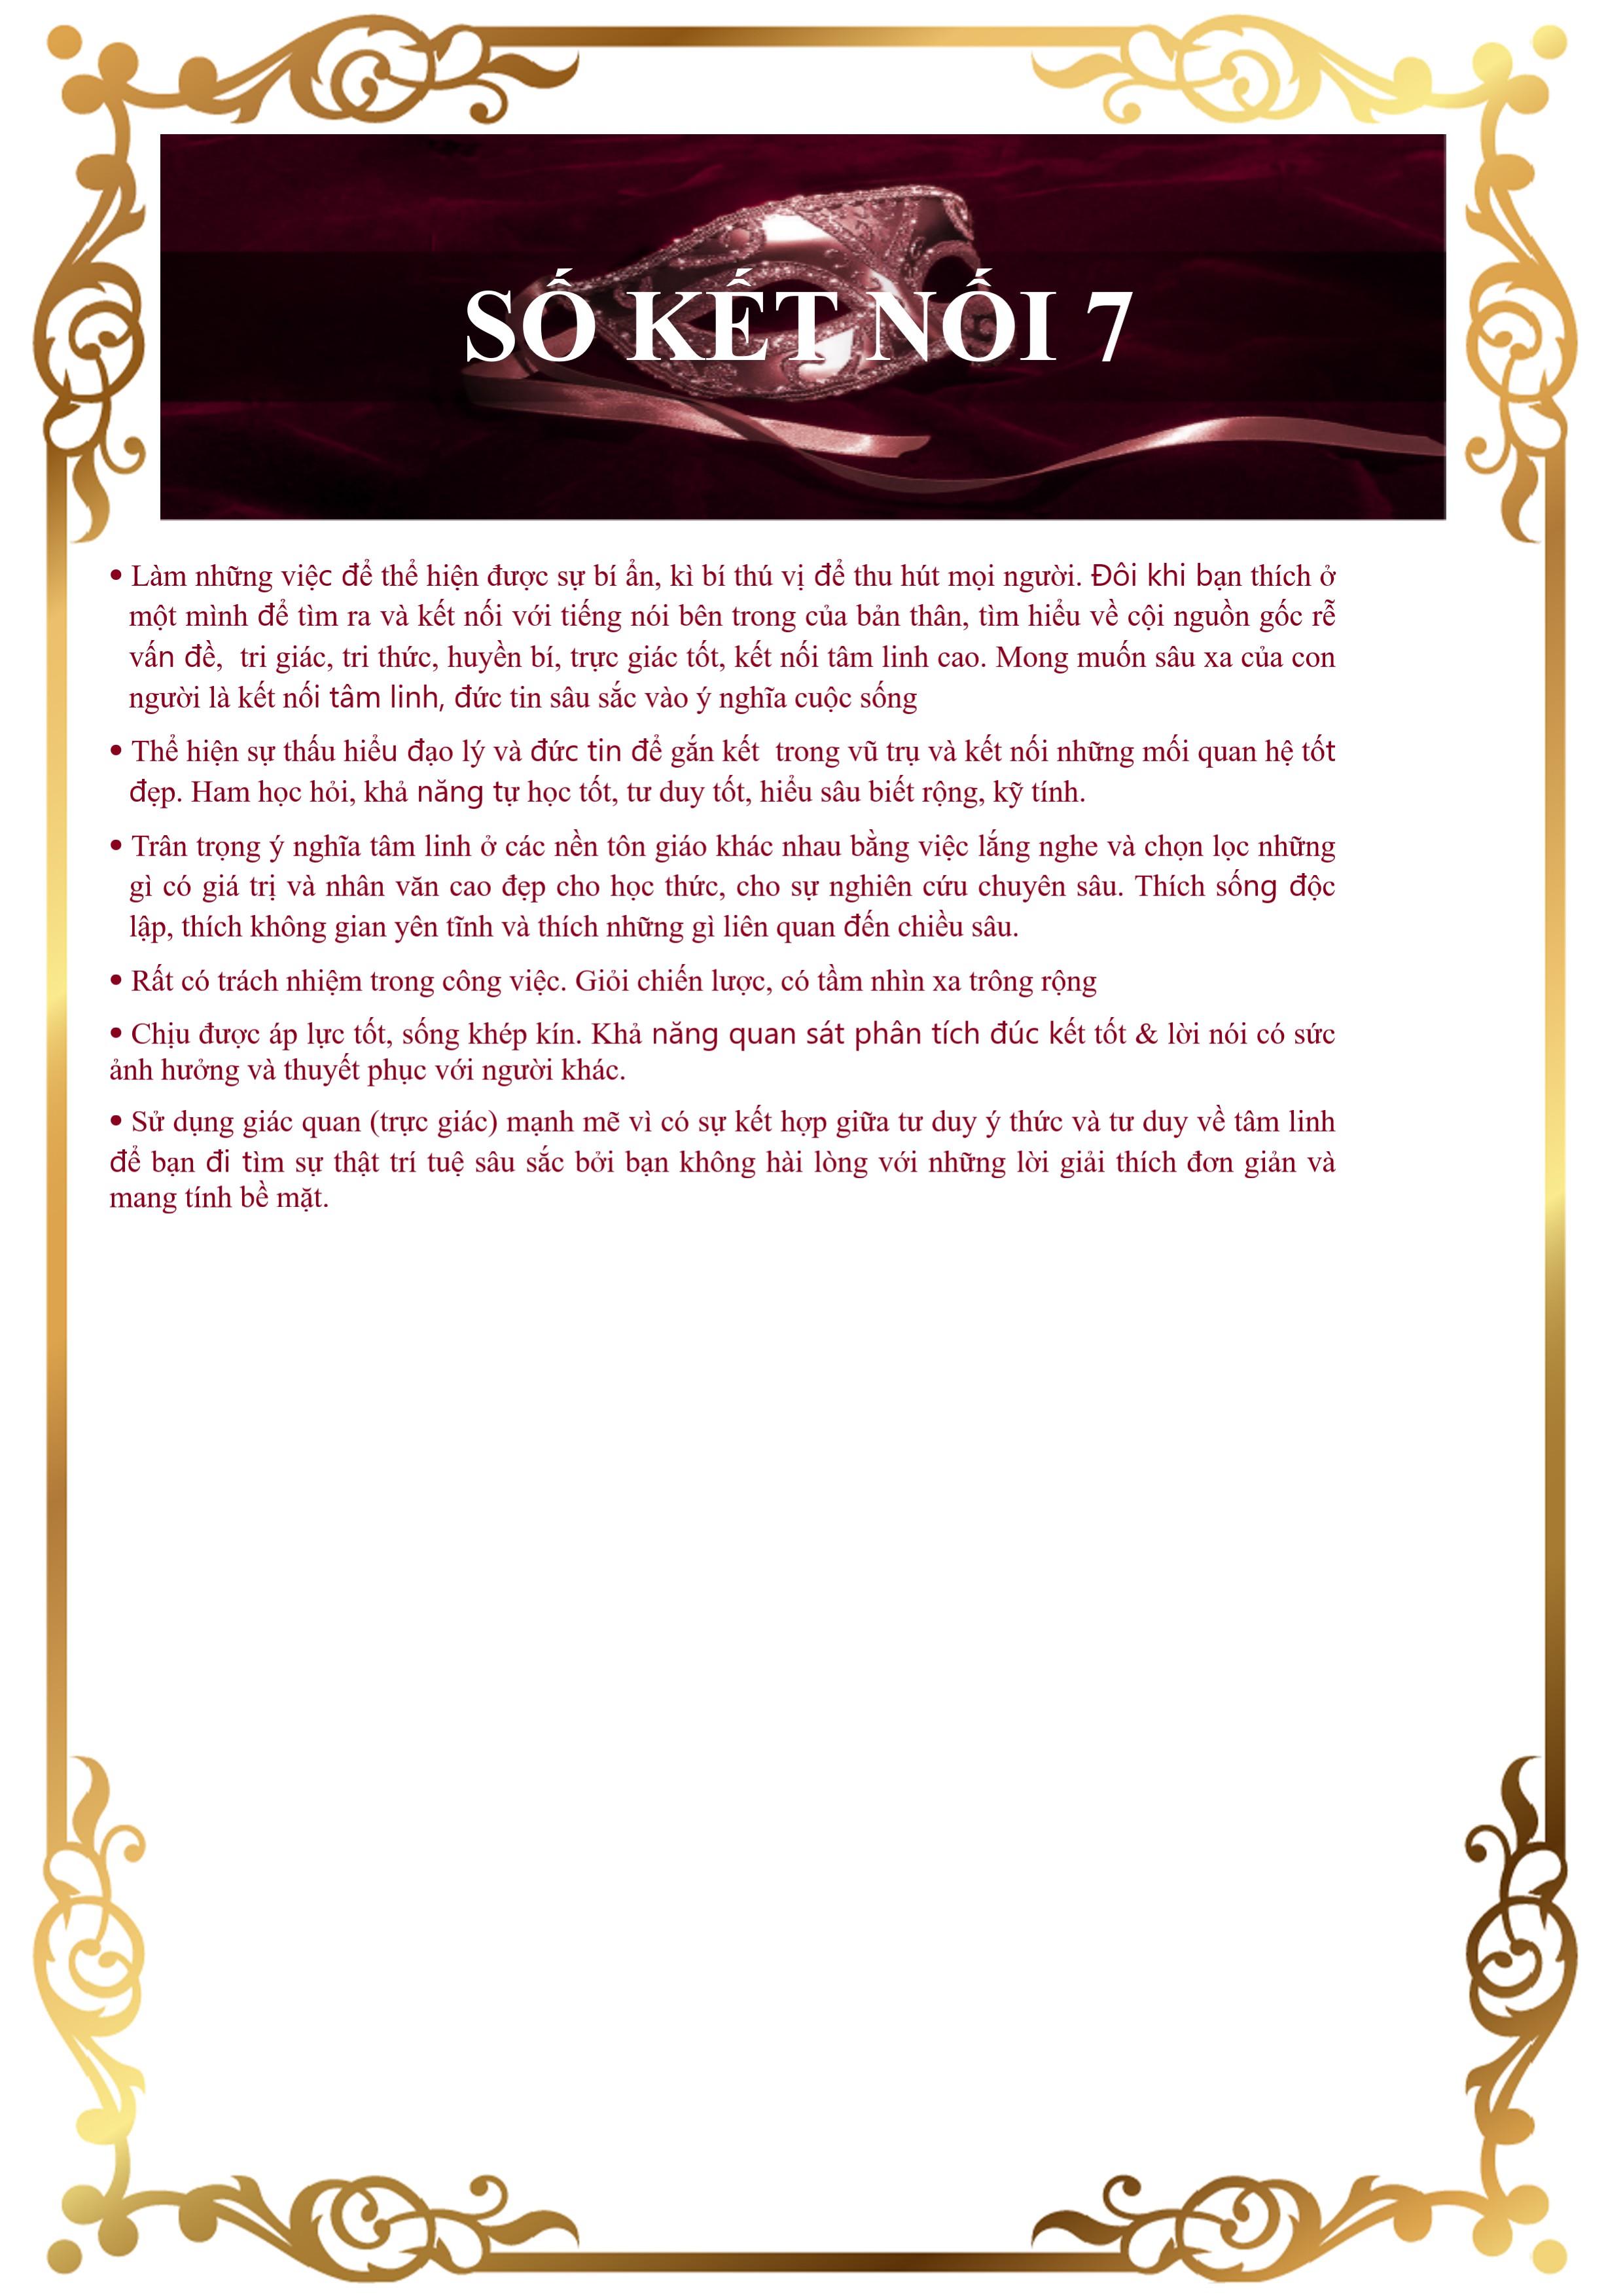 SỐ KẾT NỐI 7
• Làm những việc để thể hiện được sự bí ẩn, kì bí thú vị để thu hút mọi người. Đôi khi bạn thích ở
một mình để tìm ra và kết nối với tiếng nói bên trong của bản thân, tìm hiểu về cội nguồn gốc rễ
vấn đề,  tri giác, tri thức, huyền bí, trực giác tốt, kết nối tâm linh cao. Mong muốn sâu xa của con
người là kết nối tâm linh, đức tin sâu sắc vào ý nghĩa cuộc sống
• Thể hiện sự thấu hiểu đạo lý và đức tin để gắn kết  trong vũ trụ và kết nối những mối quan hệ tốt
đẹp. Ham học hỏi, khả năng tự học tốt, tư duy tốt, hiểu sâu biết rộng, kỹ tính.
• Trân trọng ý nghĩa tâm linh ở các nền tôn giáo khác nhau bằng việc lắng nghe và chọn lọc những
gì có giá trị và nhân văn cao đẹp cho học thức, cho sự nghiên cứu chuyên sâu. Thích sống độc
lập, thích không gian yên tĩnh và thích những gì liên quan đến chiều sâu.
• Rất có trách nhiệm trong công việc. Giỏi chiến lược, có tầm nhìn xa trông rộng
• Chịu được áp lực tốt, sống khép kín. Khả năng quan sát phân tích đúc kết tốt & lời nói có sức
ảnh hưởng và thuyết phục với người khác.
• Sử dụng giác quan (trực giác) mạnh mẽ vì có sự kết hợp giữa tư duy ý thức và tư duy về tâm linh
để bạn đi tìm sự thật trí tuệ sâu sắc bởi bạn không hài lòng với những lời giải thích đơn giản và
mang tính bề mặt.